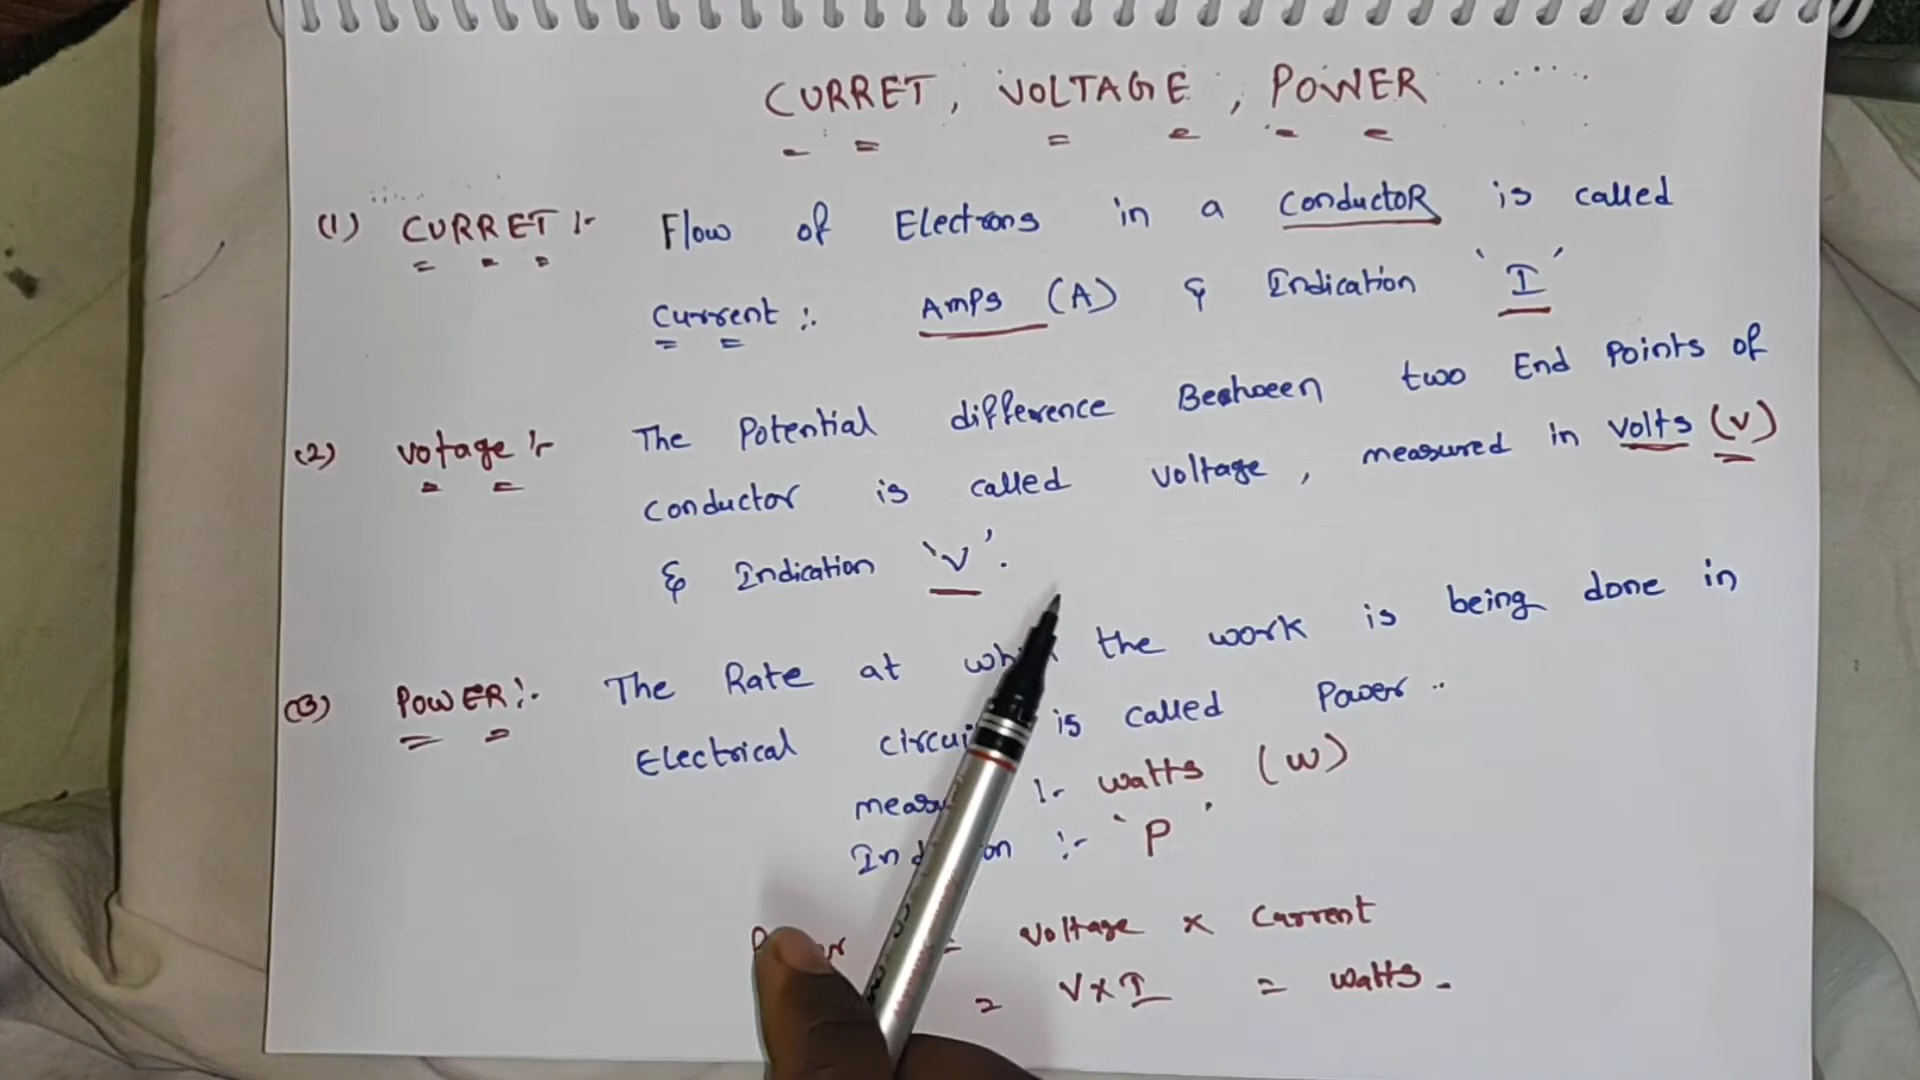 CURRET, VOLTAGE, POWER
(1) CURRET :- Flow of Electrons in a conductoR is called
Current :. Amps (A) & Indication 'I'
(2) votage :- The Potential difference Between two End Points of
conductor is called voltage, measured in volts (v)
& Indication 'V'.
(3) POWER :- The Rate at the work is being done in
Electrical is called Power..
:- watts (w)
:- 'P'
= voltage x Current
= V x I = watts.